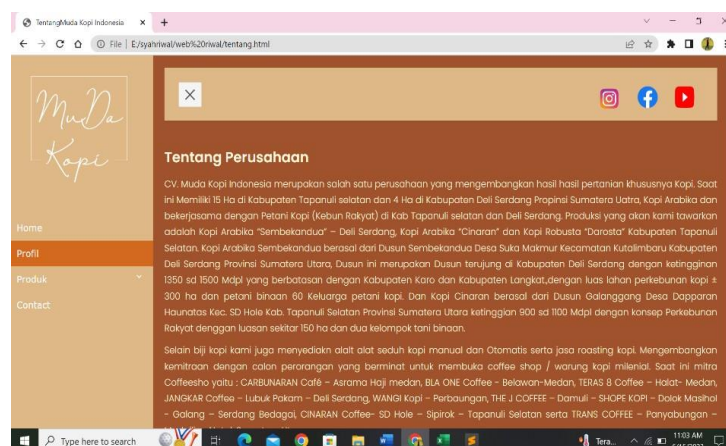 TentangMuda Kopi Indonesia
File | E:/syahriwal/web%20riwal/tentang.html
MuDa
Kopi
Home
Profil
Produk
Contact
Tentang Perusahaan
CV. Muda Kopi Indonesia merupakan salah satu perusahaan yang mengembangkan hasil hasil pertanian khususnya Kopi. Saat
ini Memiliki 15 Ha di Kabupaten Tapanuli selatan dan 4 Ha di Kabupaten Deli Serdang Propinsi Sumatera Uatra, Kopi Arabika dan
bekerjasama dengan Petani Kopi (Kebun Rakyat) di Kab Tapanuli selatan dan Deli Serdang. Produksi yang akan kami tawarkan
adalah Kopi Arabika "Sembekandua" – Deli Serdang, Kopi Arabika "Cinaran" dan Kopi Robusta "Darosta" Kabupaten Tapanuli
Selatan. Kopi Arabika Sembekandua berasal dari Dusun Sembekandua Desa Suka Makmur Kecamatan Kutalimbaru Kabupaten
Deli Serdang Provinsi Sumatera Utara, Dusun ini merupakan Dusun terujung di Kabupaten Deli Serdang dengan ketingginan
1350 sd 1500 Mdpl yang berbatasan dengan Kabupaten Karo dan Kabupaten Langkat,dengan luas lahan perkebunan kopi ±
300 ha dan petani binaan 60 Keluarga petani kopi. Dan Kopi Cinaran berasal dari Dusun Galanggang Desa Dapparan
Haunatas Kec. SD Hole Kab. Tapanuli Selatan Provinsi Sumatera Utara ketinggian 900 sd 1100 Mdpl dengan konsep Perkebunan
Rakyat denggan luasan sekitar 150 ha dan dua kelompok tani binaan.
Selain biji kopi kami juga menyediakn alalt alat seduh kopi manual dan Otomatis serta jasa roasting kopi. Mengembangkan
kemitraan dengan calon perorangan yang berminat untuk membuka coffee shop / warung kopi milenial. Saat ini mitra
Coffeesho yaitu : CARBUNARAN Café – Asrama Haji medan, BLA ONE Coffee - Belawan-Medan, TERAS 8 Coffee – Halat- Medan,
JANGKAR Coffee – Lubuk Pakam – Deli Serdang, WANGI Kopi – Perbaungan, THE J COFFEE – Damuli – SHOPE KOPI – Dolok Masihol
- Galang – Serdang Bedagai, CINARAN Coffee- SD Hole – Sipirok – Tapanuli Selatan serta TRANS COFFEE – Panyabungan –
Type here to search
Tera...
11:03 AM